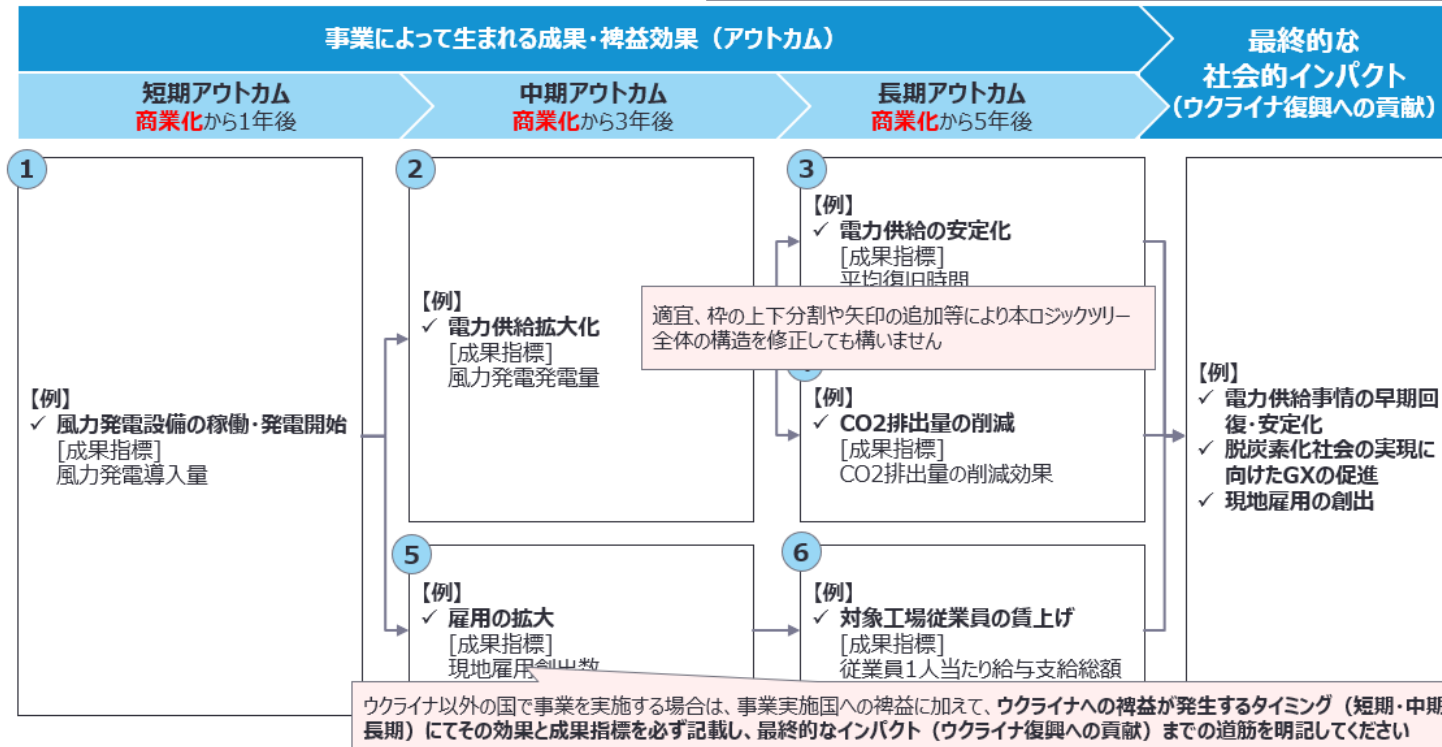 事業によって生まれる成果・裨益効果（アウトカム）
最終的な
社会的インパクト
（ウクライナ復興への貢献）
短期アウトカム
商業化から1年後
中期アウトカム
商業化から3年後
長期アウトカム
商業化から5年後
1
【例】
✓ 風力発電設備の稼働・発電開始
[成果指標]
風力発電導入量
2
【例】
✓ 電力供給拡大化
[成果指標]
風力発電発電量
3
【例】
✓ 電力供給の安定化
[成果指標]
平均復旧時間
適宜、枠の上下分割や矢印の追加等により本ロジックツリー
全体の構造を修正しても構いません
【例】
✓ CO2排出量の削減
[成果指標]
CO2排出量の削減効果
5
【例】
✓ 雇用の拡大
[成果指標]
現地雇用創出数
6
【例】
✓ 対象工場従業員の賃上げ
[成果指標]
従業員1人当たり給与支給総額
【例】
✓ 電力供給事情の早期回
復・安定化
✓ 脱炭素化社会の実現に
向けたGXの促進
✓ 現地雇用の創出
ウクライナ以外の国で事業を実施する場合は、事業実施国への裨益に加えて、ウクライナへの裨益が発生するタイミング（短期・中期
長期）にてその効果と成果指標を必ず記載し、最終的なインパクト（ウクライナ復興への貢献）までの道筋を明記してください